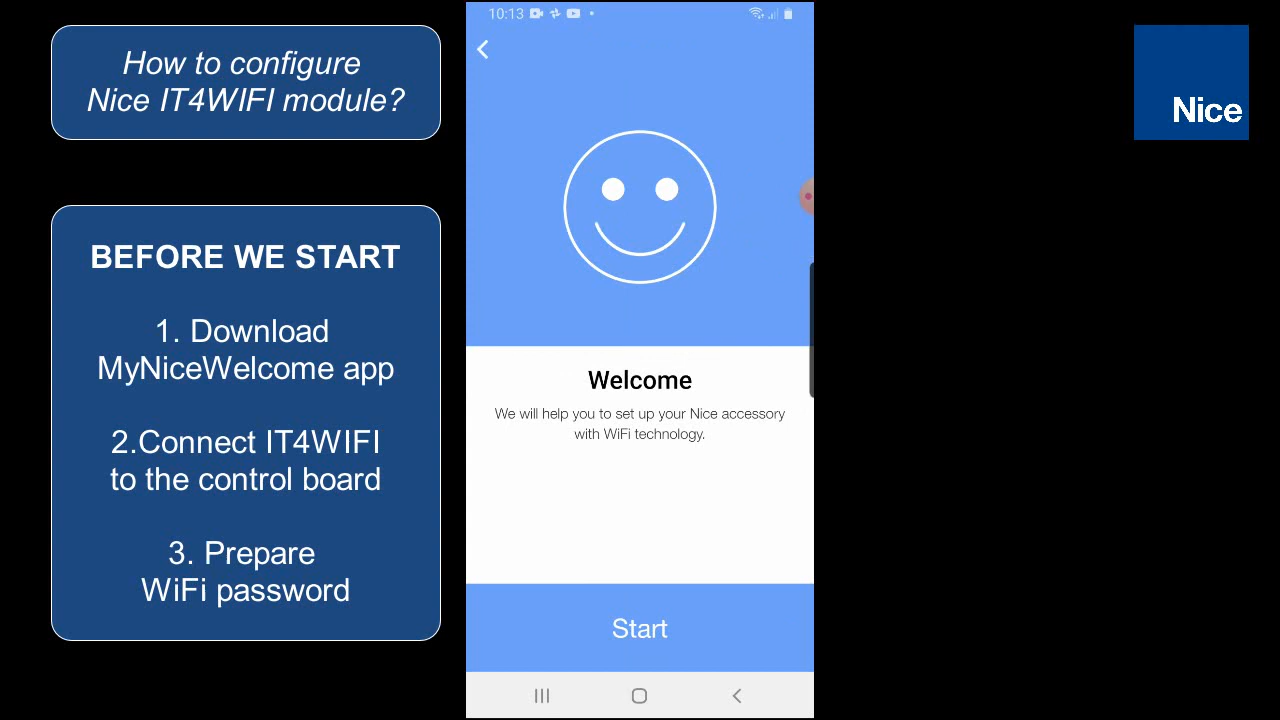 How to configure
Nice IT4WIFI module?
BEFORE WE START
1. Download
MyNiceWelcome app
2.Connect IT4WIFI
to the control board
3. Prepare
WiFi password
10:13
Welcome
We will help you to set up your Nice accessory
with WiFi technology.
Start
Nice